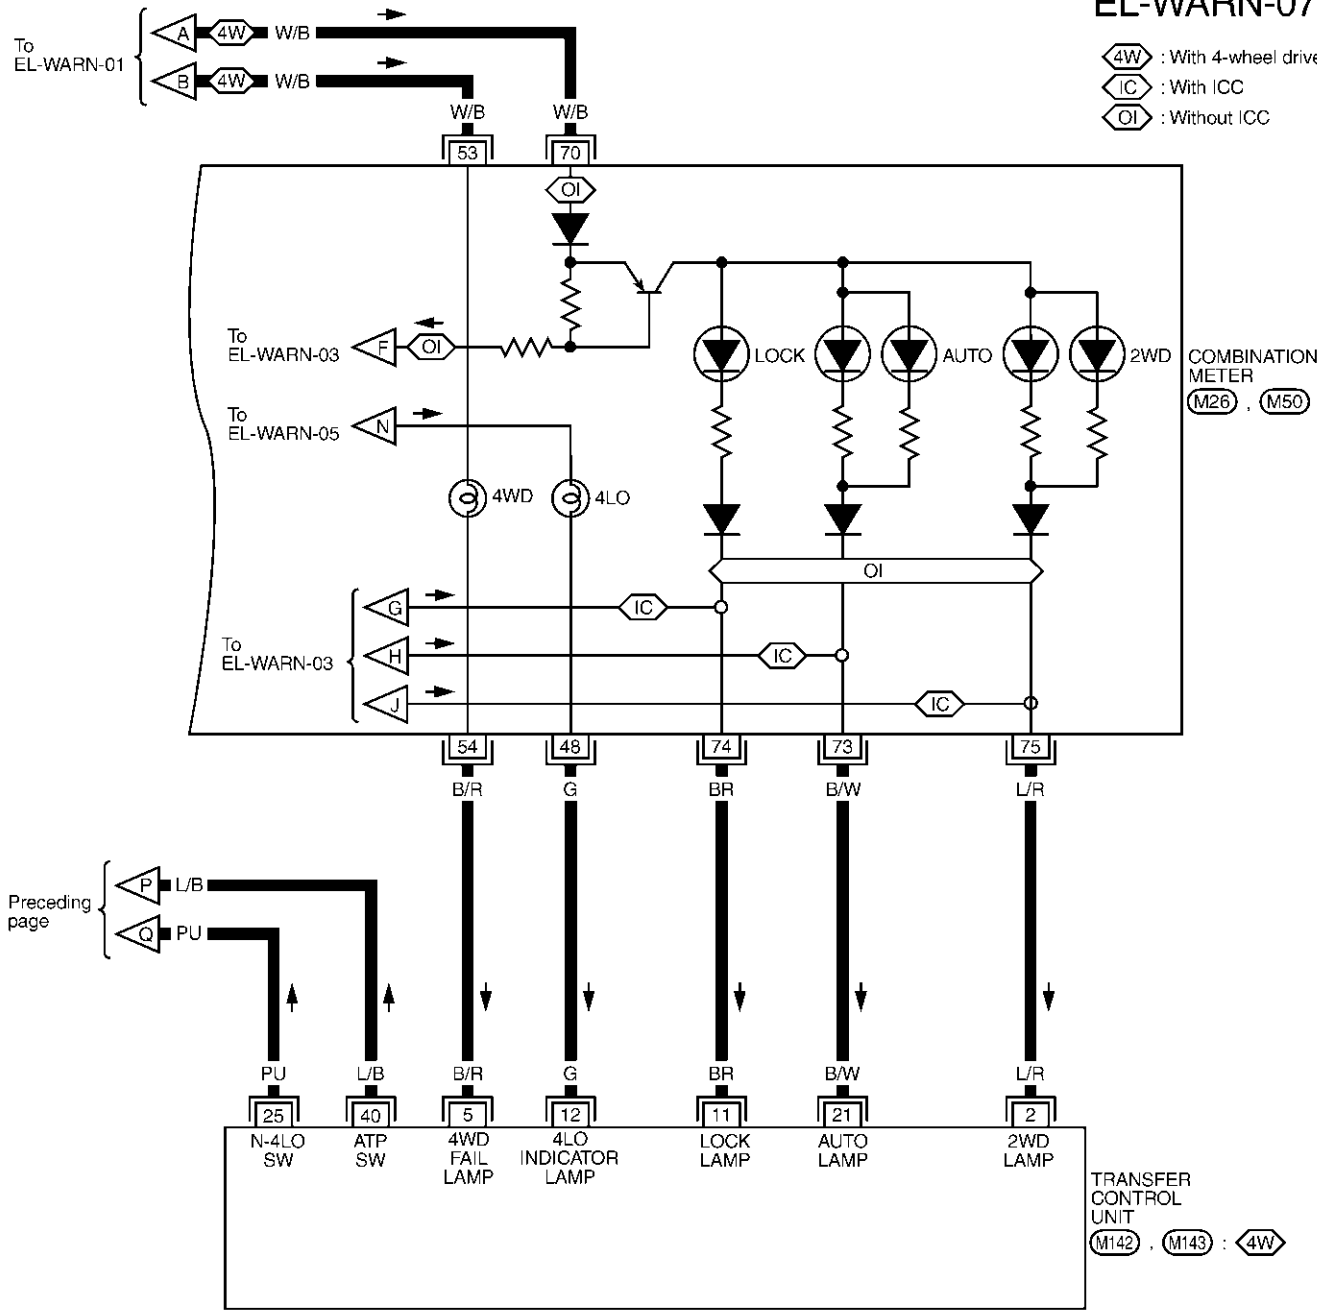 EL-WARN-07
4W : With 4-wheel drive
IC : With ICC
OI : Without ICC
To
EL-WARN-01
A 4W W/B
B 4W W/B
W/B W/B
53 70
OI
To
EL-WARN-03
F OI
LOCK AUTO 2WD
COMBINATION
METER
M26 , M50
To
EL-WARN-05
N
4WD 4LO
OI
To
EL-WARN-03
G IC
H IC
J IC
54 48 74 73 75
B/R G BR B/W L/R
Preceding
page
P L/B
Q PU
PU L/B B/R G BR B/W L/R
25 40 5 12 11 21 2
N-4LO
SW
ATP
SW
4WD
FAIL
LAMP
4LO
INDICATOR
LAMP
LOCK
LAMP
AUTO
LAMP
2WD
LAMP
TRANSFER
CONTROL
UNIT
M142 , M143 : 4W